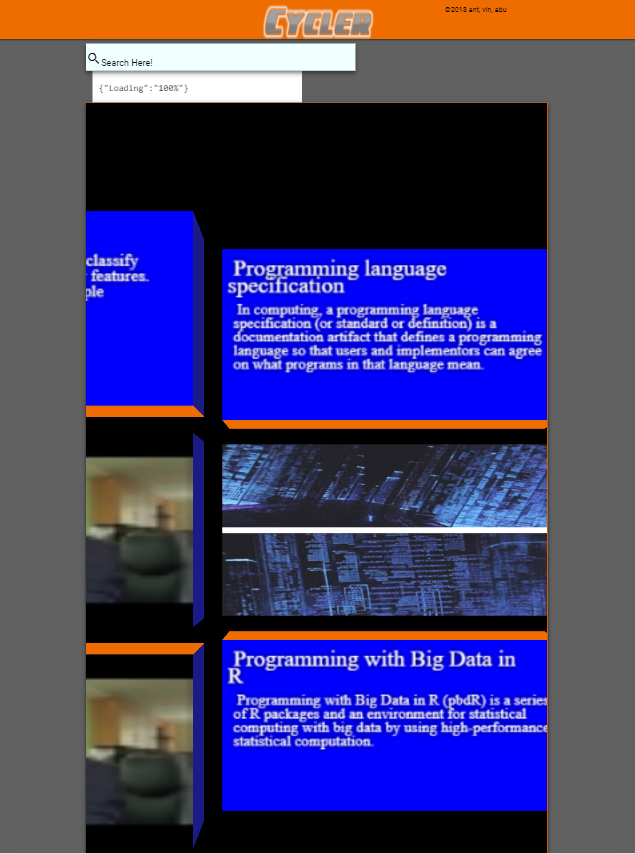 CYCLER
©2018 ant, vin, abu
Search Here!
{"Loading":"100%"}
classify
features.
ple
Programming language
specification
In computing, a programming language
specification (or standard or definition) is a
documentation artifact that defines a programming
language so that users and implementors can agree
on what programs in that language mean.
Programming with Big Data in
R
Programming with Big Data in R (pbdR) is a series
of R packages and an environment for statistical
computing with big data by using high-performance
statistical computation.